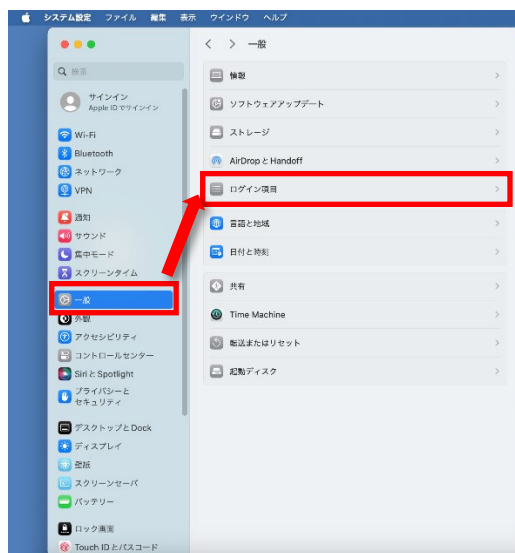 システム設定 ファイル 編集 表示 ウインドウ ヘルプ
一般
検索
サインイン
Apple ID でサインイン
Wi-Fi
Bluetooth
ネットワーク
VPN
通知
サウンド
集中モード
スクリーンタイム
一般
外観
アクセシビリティ
コントロールセンター
Siri と Spotlight
プライバシーと
セキュリティ
デスクトップと Dock
ディスプレイ
壁紙
スクリーンセーバ
バッテリー
ロック画面
Touch ID とパスコード
情報
ソフトウェアアップデート
ストレージ
AirDrop と Handoff
ログイン項目
言語と地域
日付と時刻
共有
Time Machine
転送またはリセット
起動ディスク